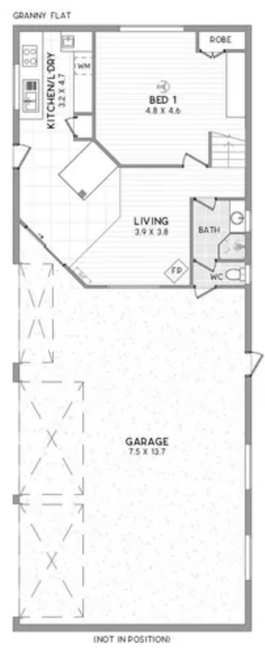 GRANNY FLAT
ROBE
KITCHEN/L'DRY
3.2 X 4.7
WM
BED 1
4.8 X 4.6
LIVING
3.9 X 3.8
BATH
FP
WC
GARAGE
7.5 X 13.7
(NOT IN POSITION)